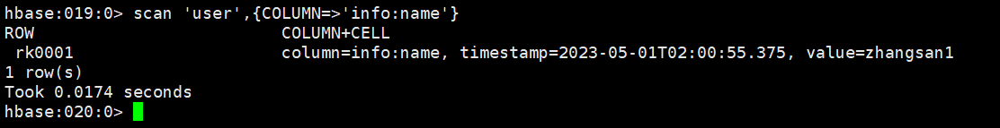 hbase:019:0> scan 'user',{COLUMN=>'info:name'}
ROW                          COLUMN+CELL
 rk0001                      column=info:name, timestamp=2023-05-01T02:00:55.375, value=zhangsan1
1 row(s)
Took 0.0174 seconds
hbase:020:0>